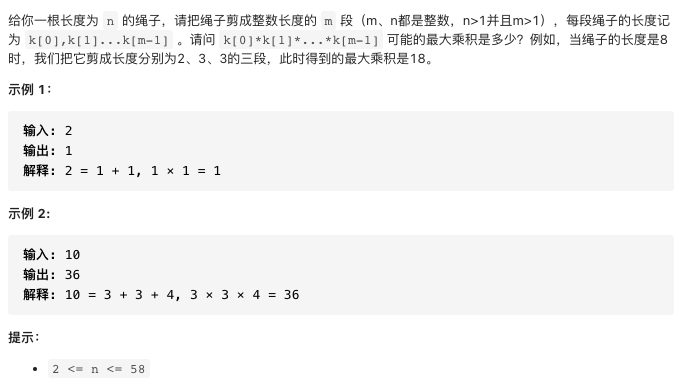 给你一根长度为 n 的绳子，请把绳子剪成整数长度的 m 段（m、n都是整数，n>1并且m>1），每段绳子的长度记
为 k[0],k[1]...k[m-1] 。请问 k[0]*k[1]*...*k[m-1] 可能的最大乘积是多少？例如，当绳子的长度是8
时，我们把它剪成长度分别为2、3、3的三段，此时得到的最大乘积是18。
示例 1：
输入: 2
输出: 1
解释: 2 = 1 + 1, 1 × 1 = 1
示例 2:
输入: 10
输出: 36
解释: 10 = 3 + 3 + 4, 3 × 3 × 4 = 36
提示：
• 2 <= n <= 58